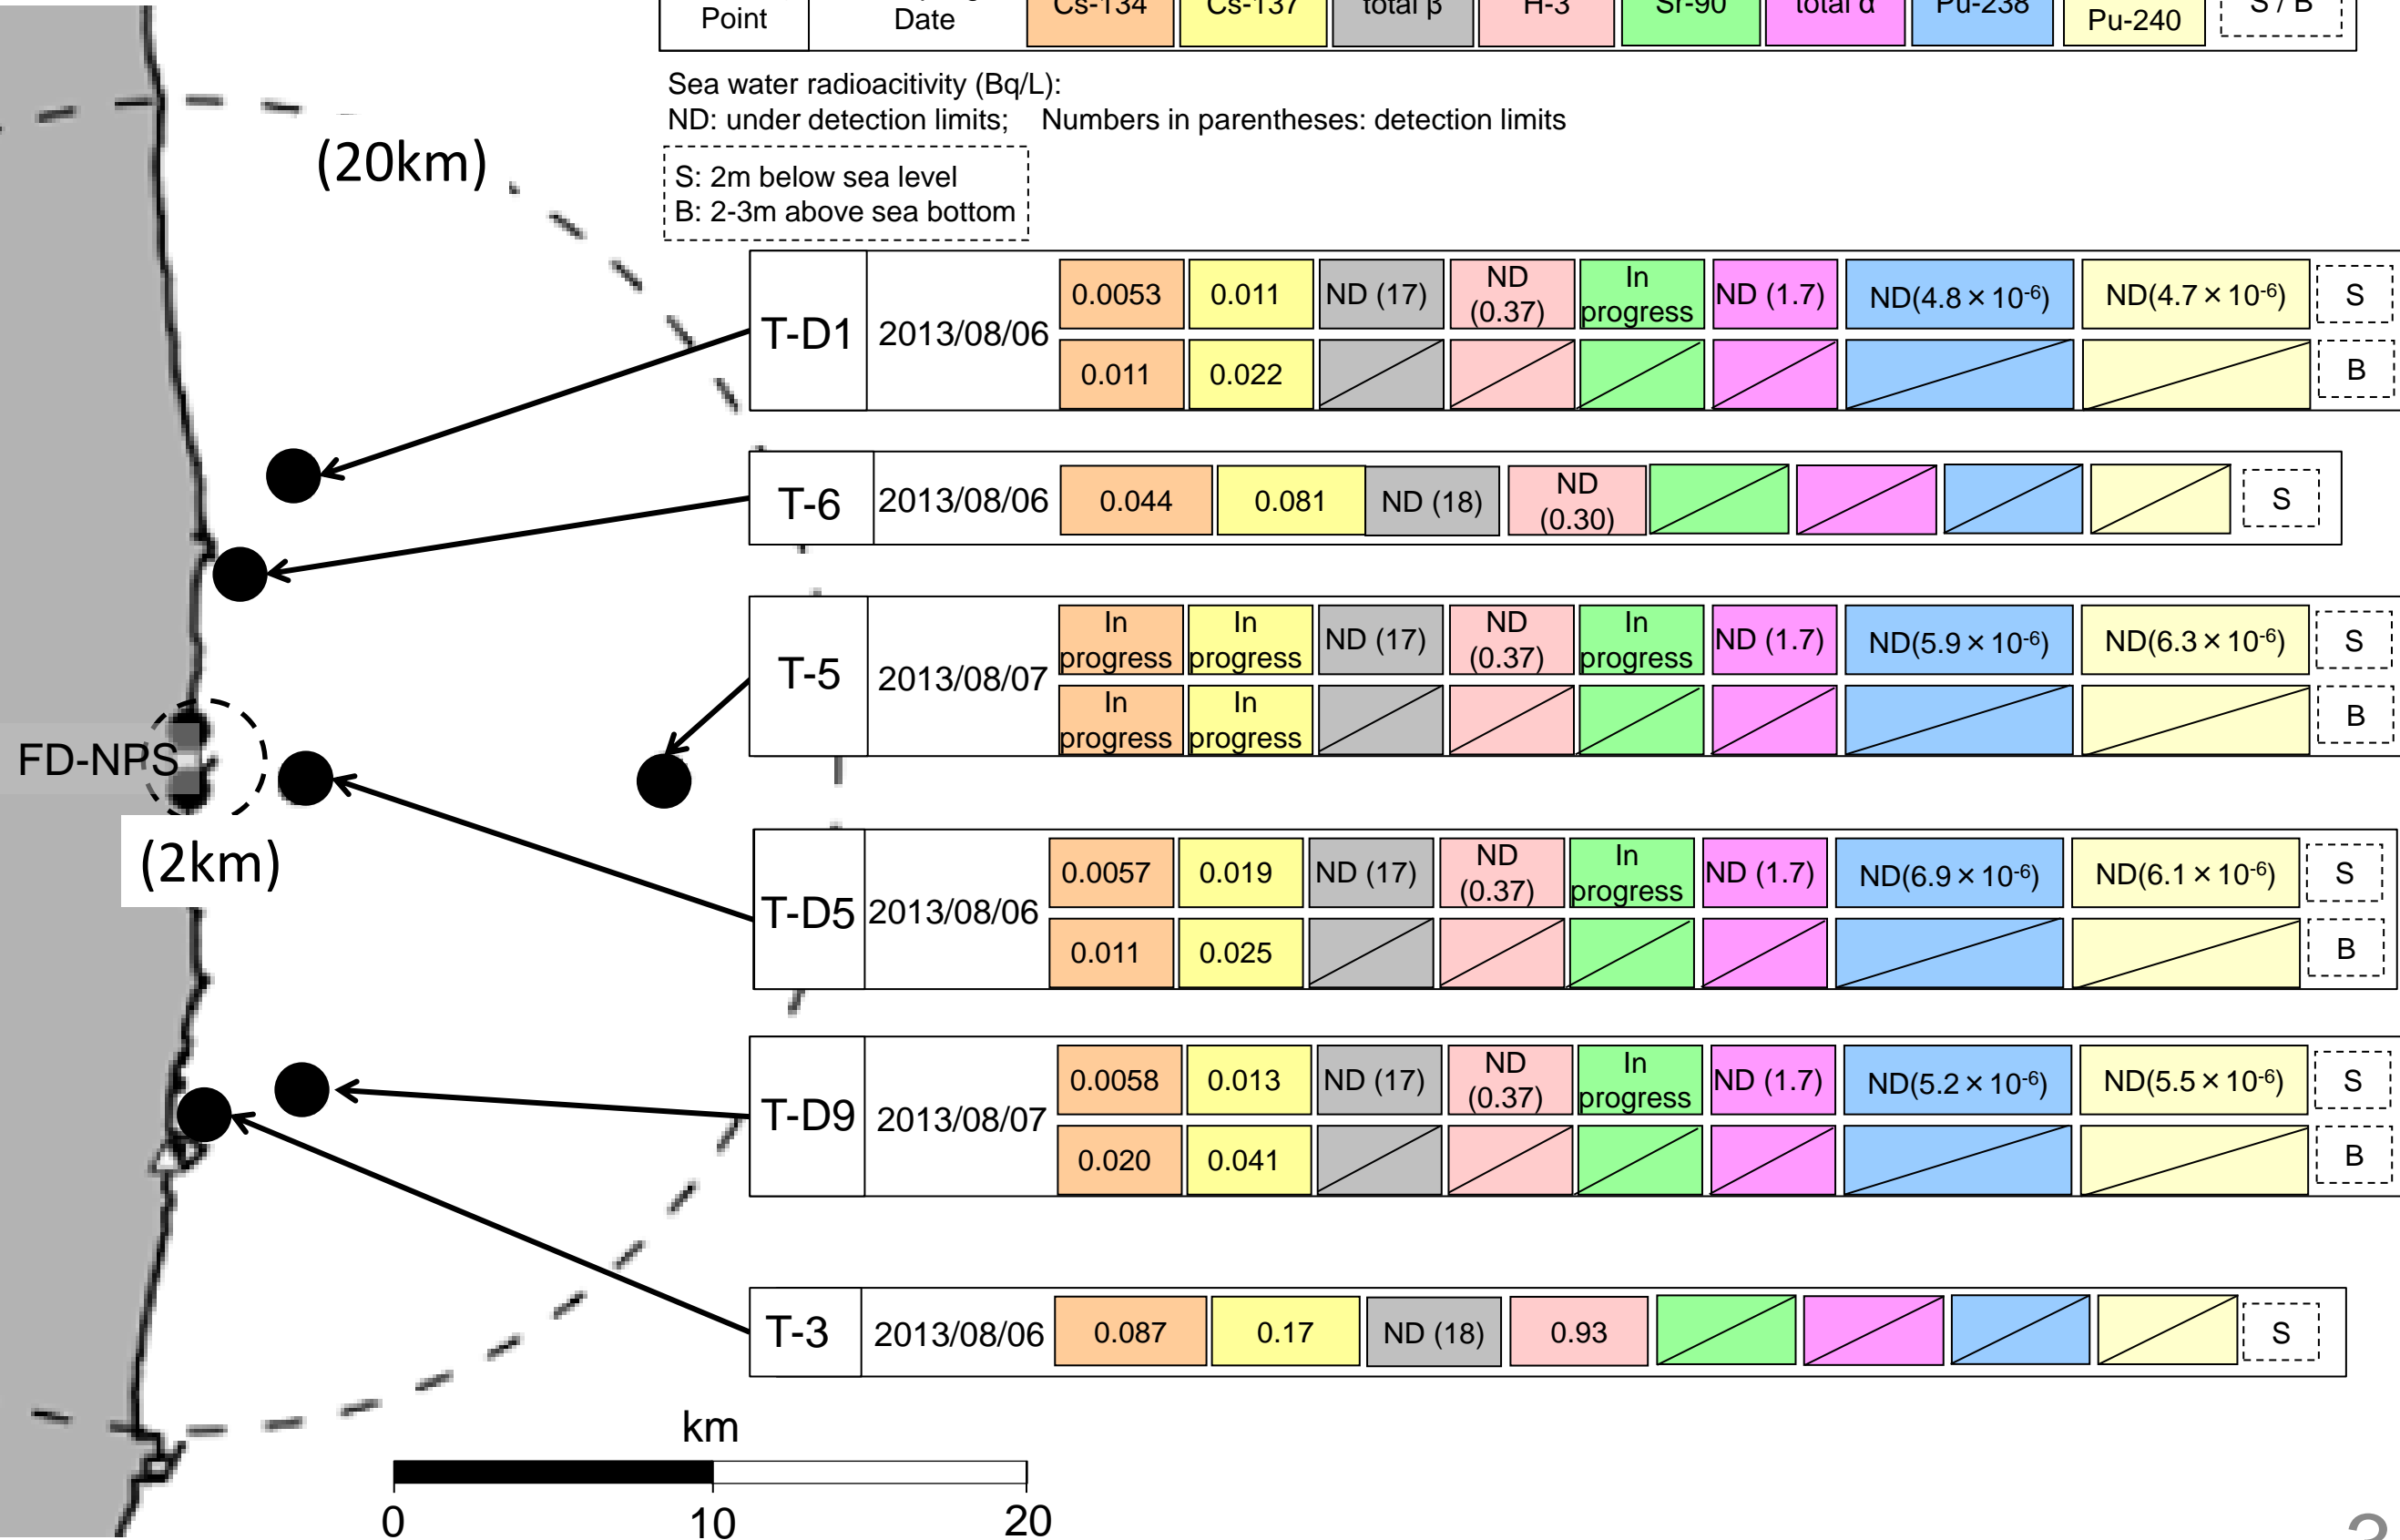 Point
Date
Cs-134
Cs-137
total β
H-3
Sr-90
total α
Pu-238
Pu-240
S / B
Sea water radioacitivity (Bq/L):
ND: under detection limits; Numbers in parentheses: detection limits
(20km)
S: 2m below sea level
B: 2-3m above sea bottom
T-D1 2013/08/06 0.0053 0.011 ND (17) ND (0.37) In progress ND (1.7) ND(4.8×10-6) ND(4.7×10-6) S
0.011 0.022 B
T-6 2013/08/06 0.044 0.081 ND (18) ND (0.30) S
T-5 2013/08/07 In progress In progress ND (17) ND (0.37) In progress ND (1.7) ND(5.9×10-6) ND(6.3×10-6) S
In progress In progress B
FD-NPS
(2km)
T-D5 2013/08/06 0.0057 0.019 ND (17) ND (0.37) In progress ND (1.7) ND(6.9×10-6) ND(6.1×10-6) S
0.011 0.025 B
T-D9 2013/08/07 0.0058 0.013 ND (17) ND (0.37) In progress ND (1.7) ND(5.2×10-6) ND(5.5×10-6) S
0.020 0.041 B
T-3 2013/08/06 0.087 0.17 ND (18) 0.93 S
km
0 10 20